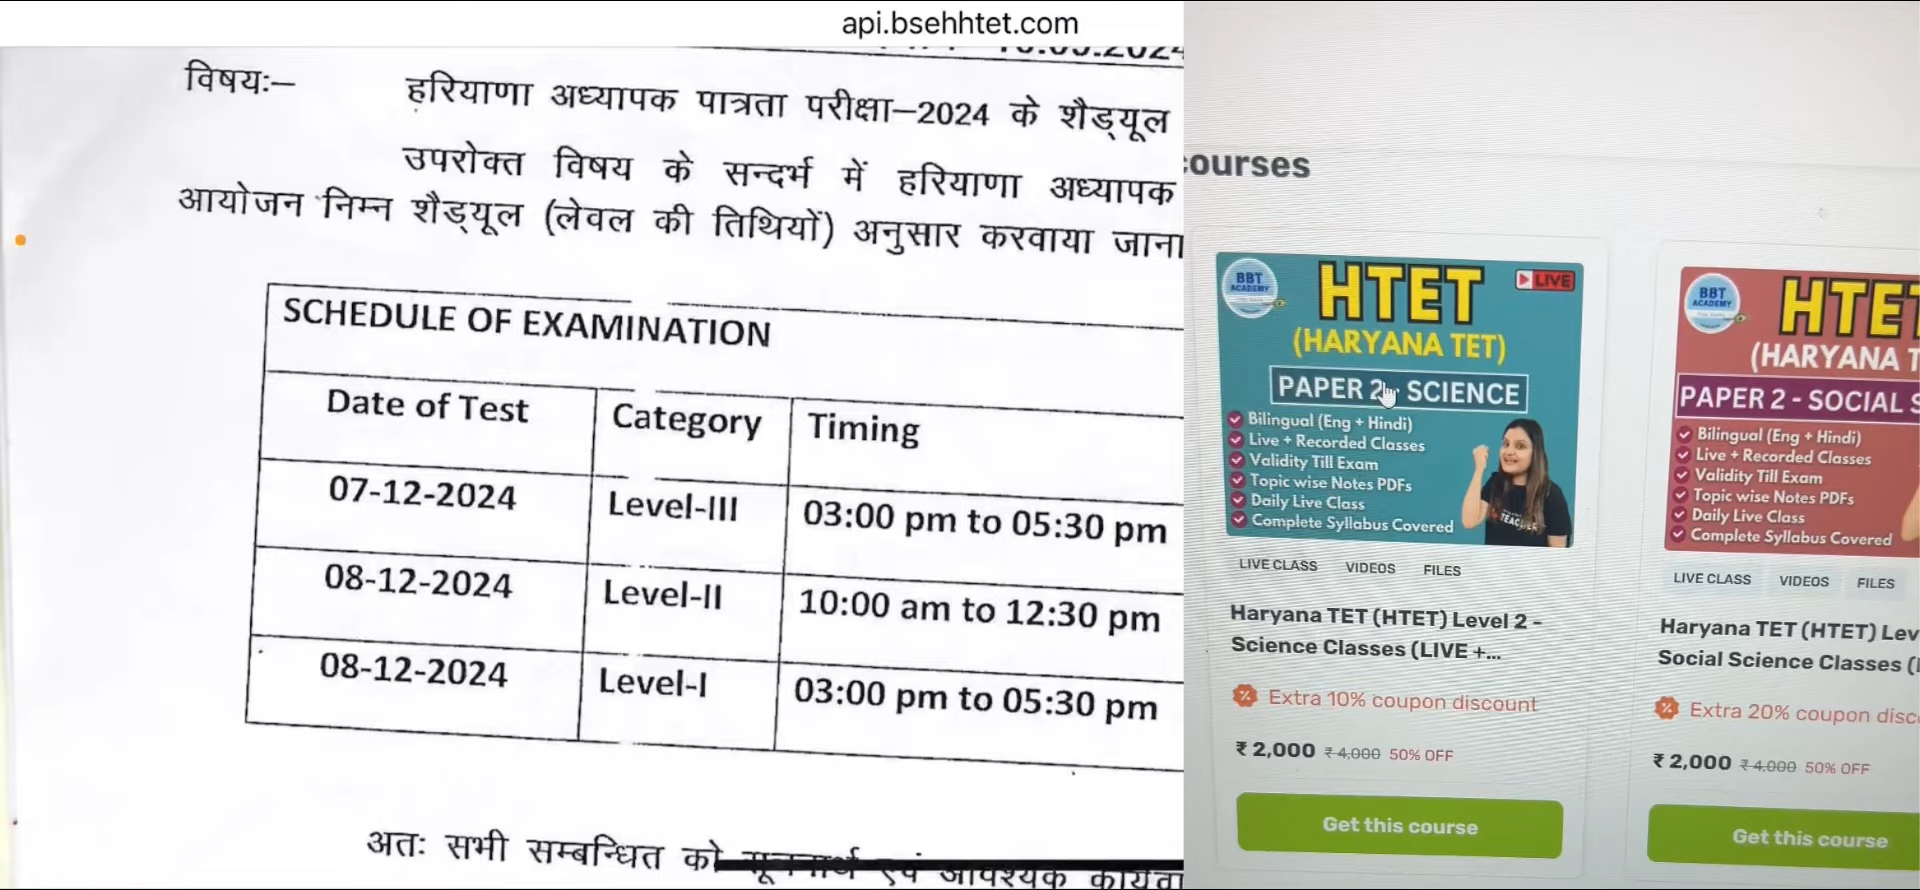 api.bsehhtet.com
विषयः–
हरियाणा अध्यापक पात्रता परीक्षा–2024 के शैड्यूल
उपरोक्त विषय के सन्दर्भ में हरियाणा अध्यापक
आयोजन निम्न शैड्यूल (लेवल की तिथियों) अनुसार करवाया जाना
SCHEDULE OF EXAMINATION
Date of Test Category Timing
07-12-2024 Level-III 03:00 pm to 05:30 pm
08-12-2024 Level-II 10:00 am to 12:30 pm
08-12-2024 Level-I 03:00 pm to 05:30 pm
अतः सभी सम्बन्धित को
courses
BBT
ACADEMY
HTET
LIVE
(HARYANA TET)
PAPER 2 - SCIENCE
Bilingual (Eng + Hindi)
Live + Recorded Classes
Validity Till Exam
Topic wise Notes PDFs
Daily Live Class
Complete Syllabus Covered
LIVE CLASS VIDEOS FILES
Haryana TET (HTET) Level 2 -
Science Classes (LIVE +...
Extra 10% coupon discount
₹ 2,000 ₹ 4,000 50% OFF
Get this course
BBT
ACADEMY
HTET
(HARYANA T
PAPER 2 - SOCIAL S
Bilingual (Eng + Hindi)
Live + Recorded Classes
Validity Till Exam
Topic wise Notes PDFs
Daily Live Class
Complete Syllabus Covered
LIVE CLASS VIDEOS FILES
Haryana TET (HTET) Lev
Social Science Classes (
Extra 20% coupon disc
₹ 2,000 ₹ 4,000 50% OFF
Get this course